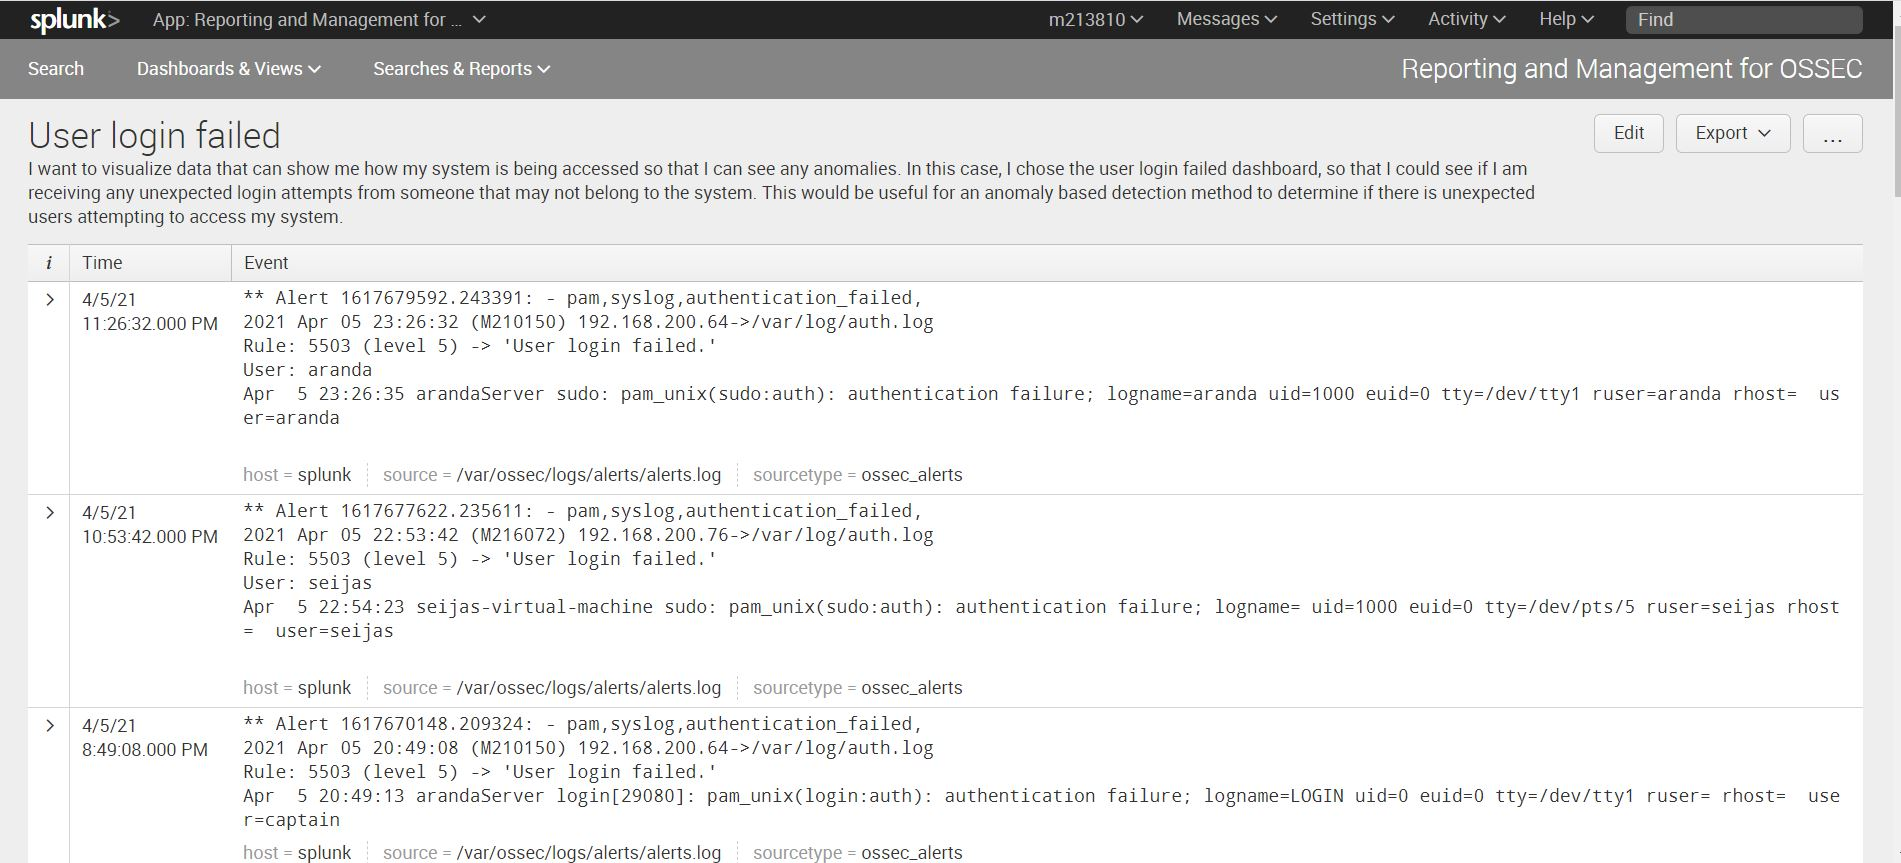 splunk> App: Reporting and Management for ... m213810 Messages Settings Activity Help Find
Search Dashboards & Views Searches & Reports Reporting and Management for OSSEC
User login failed
Edit Export ...
I want to visualize data that can show me how my system is being accessed so that I can see any anomalies. In this case, I chose the user login failed dashboard, so that I could see if I am
receiving any unexpected login attempts from someone that may not belong to the system. This would be useful for an anomaly based detection method to determine if there is unexpected
users attempting to access my system.
i Time Event
4/5/21
11:26:32.000 PM
** Alert 1617679592.243391: - pam,syslog,authentication_failed,
2021 Apr 05 23:26:32 (M210150) 192.168.200.64->/var/log/auth.log
Rule: 5503 (level 5) -> 'User login failed.'
User: aranda
Apr  5 23:26:35 arandaServer sudo: pam_unix(sudo:auth): authentication failure; logname=aranda uid=1000 euid=0 tty=/dev/tty1 ruser=aranda rhost=  us
er=aranda
host = splunk source = /var/ossec/logs/alerts/alerts.log sourcetype = ossec_alerts
4/5/21
10:53:42.000 PM
** Alert 1617677622.235611: - pam,syslog,authentication_failed,
2021 Apr 05 22:53:42 (M216072) 192.168.200.76->/var/log/auth.log
Rule: 5503 (level 5) -> 'User login failed.'
User: seijas
Apr  5 22:54:23 seijas-virtual-machine sudo: pam_unix(sudo:auth): authentication failure; logname= uid=1000 euid=0 tty=/dev/pts/5 ruser=seijas rhost
=  user=seijas
host = splunk source = /var/ossec/logs/alerts/alerts.log sourcetype = ossec_alerts
4/5/21
8:49:08.000 PM
** Alert 1617670148.209324: - pam,syslog,authentication_failed,
2021 Apr 05 20:49:08 (M210150) 192.168.200.64->/var/log/auth.log
Rule: 5503 (level 5) -> 'User login failed.'
Apr  5 20:49:13 arandaServer login[29080]: pam_unix(login:auth): authentication failure; logname=LOGIN uid=0 euid=0 tty=/dev/tty1 ruser= rhost=  use
r=captain
host = splunk source = /var/ossec/logs/alerts/alerts.log sourcetype = ossec_alerts